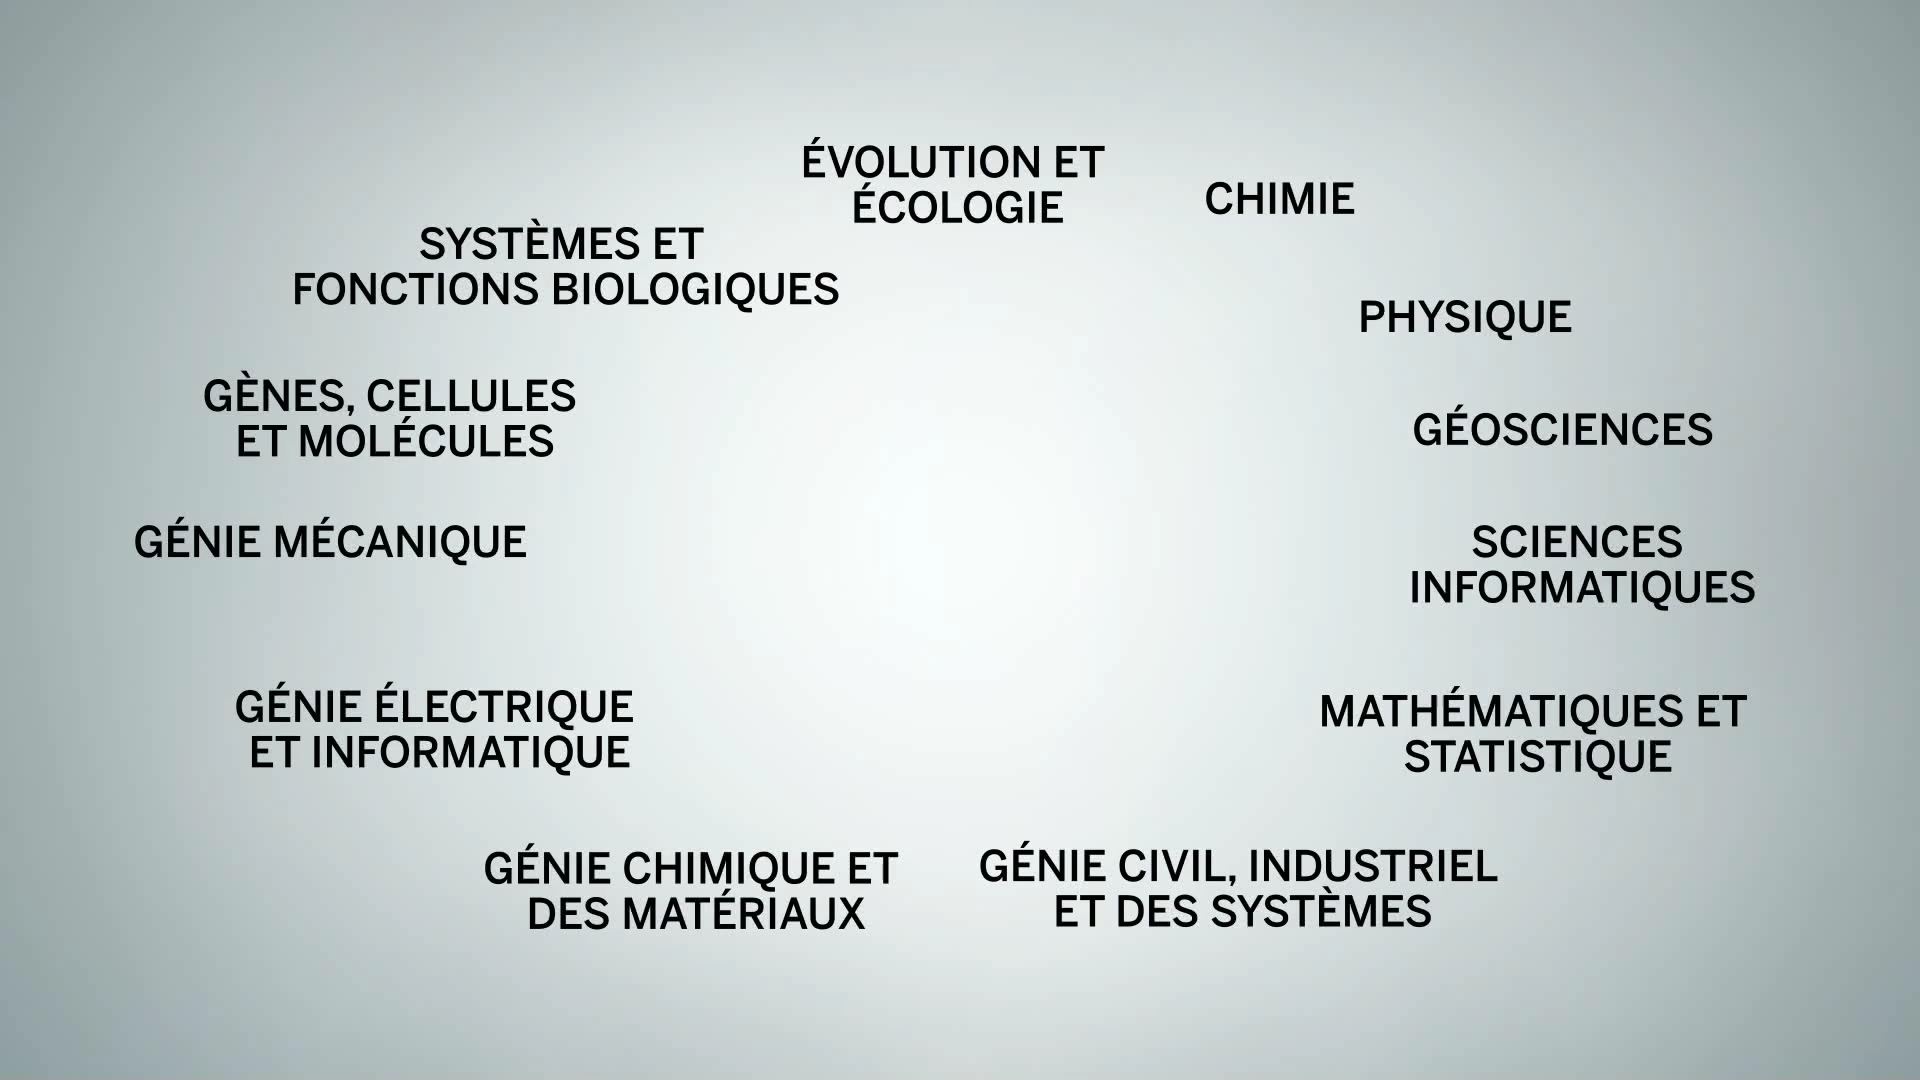 ÉVOLUTION ET
ÉCOLOGIE
CHIMIE
SYSTÈMES ET
FONCTIONS BIOLOGIQUES
PHYSIQUE
GÈNES, CELLULES
ET MOLÉCULES
GÉOSCIENCES
GÉNIE MÉCANIQUE
SCIENCES
INFORMATIQUES
GÉNIE ÉLECTRIQUE
ET INFORMATIQUE
MATHÉMATIQUES ET
STATISTIQUE
GÉNIE CHIMIQUE ET
DES MATÉRIAUX
GÉNIE CIVIL, INDUSTRIEL
ET DES SYSTÈMES